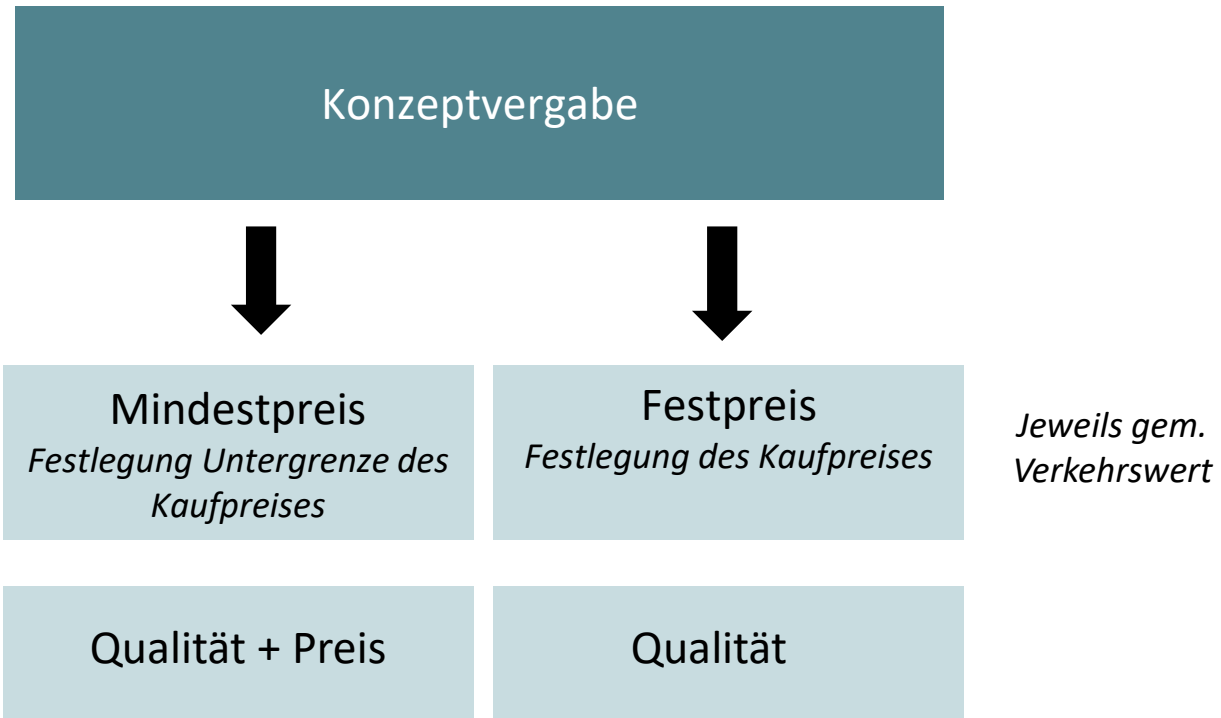 Konzeptvergabe
Mindestpreis
Festlegung Untergrenze des
Kaufpreises
Festpreis
Festlegung des Kaufpreises
Jeweils gem.
Verkehrswert
Qualität + Preis
Qualität